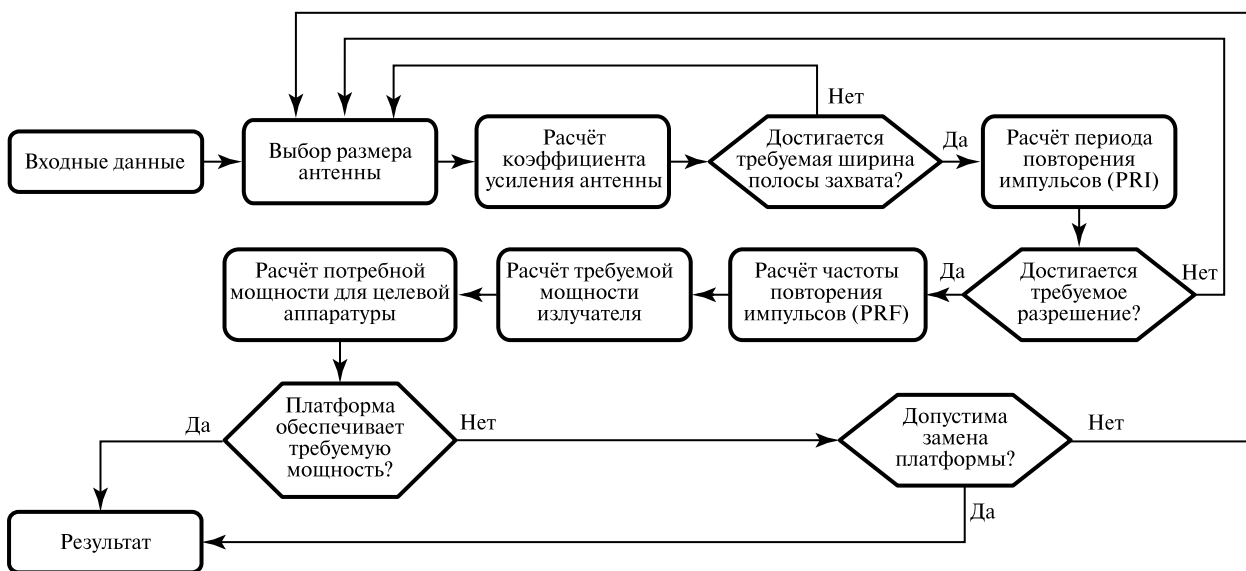 Нет
Входные данные
Выбор размера
антенны
Расчёт
коэффициента
усиления антенны
Достигается
требуемая ширина
полосы захвата?
Да
Расчёт периода
повторения
импульсов (PRI)
Расчёт потребной
мощности для целевой
аппаратуры
Расчёт требуемой
мощности
излучателя
Расчёт частоты
повторения
импульсов (PRF)
Да
Достигается
требуемое
разрешение?
Нет
Да
Платформа
обеспечивает
требуемую
мощность?
Нет
Допустима
замена
платформы?
Нет
Да
Результат